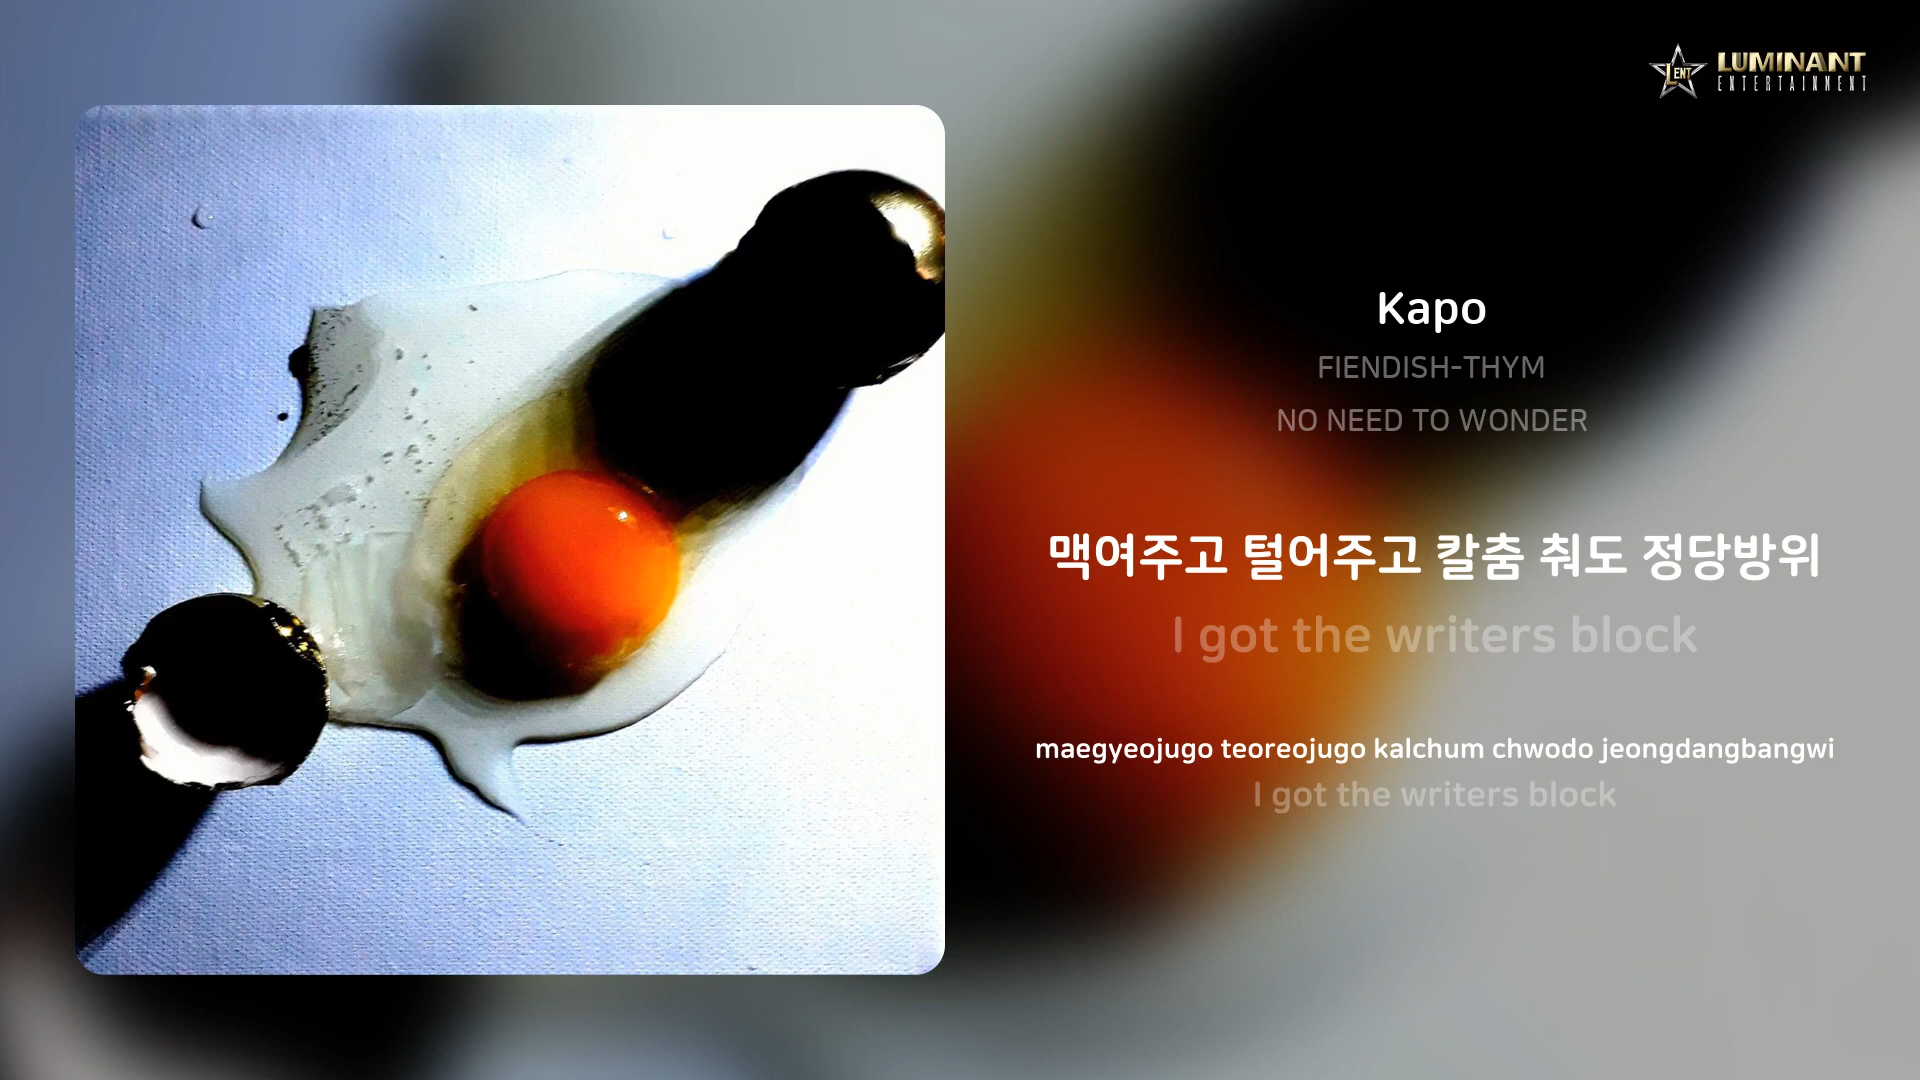 LENT
LUMINANT
ENTERTAINMENT
Kapo
FIENDISH-THYM
NO NEED TO WONDER
맥여주고 털어주고 칼춤 춰도 정당방위
I got the writers block
maegyeojugo teoreojugo kalchum chwodo jeongdangbangwi
I got the writers block